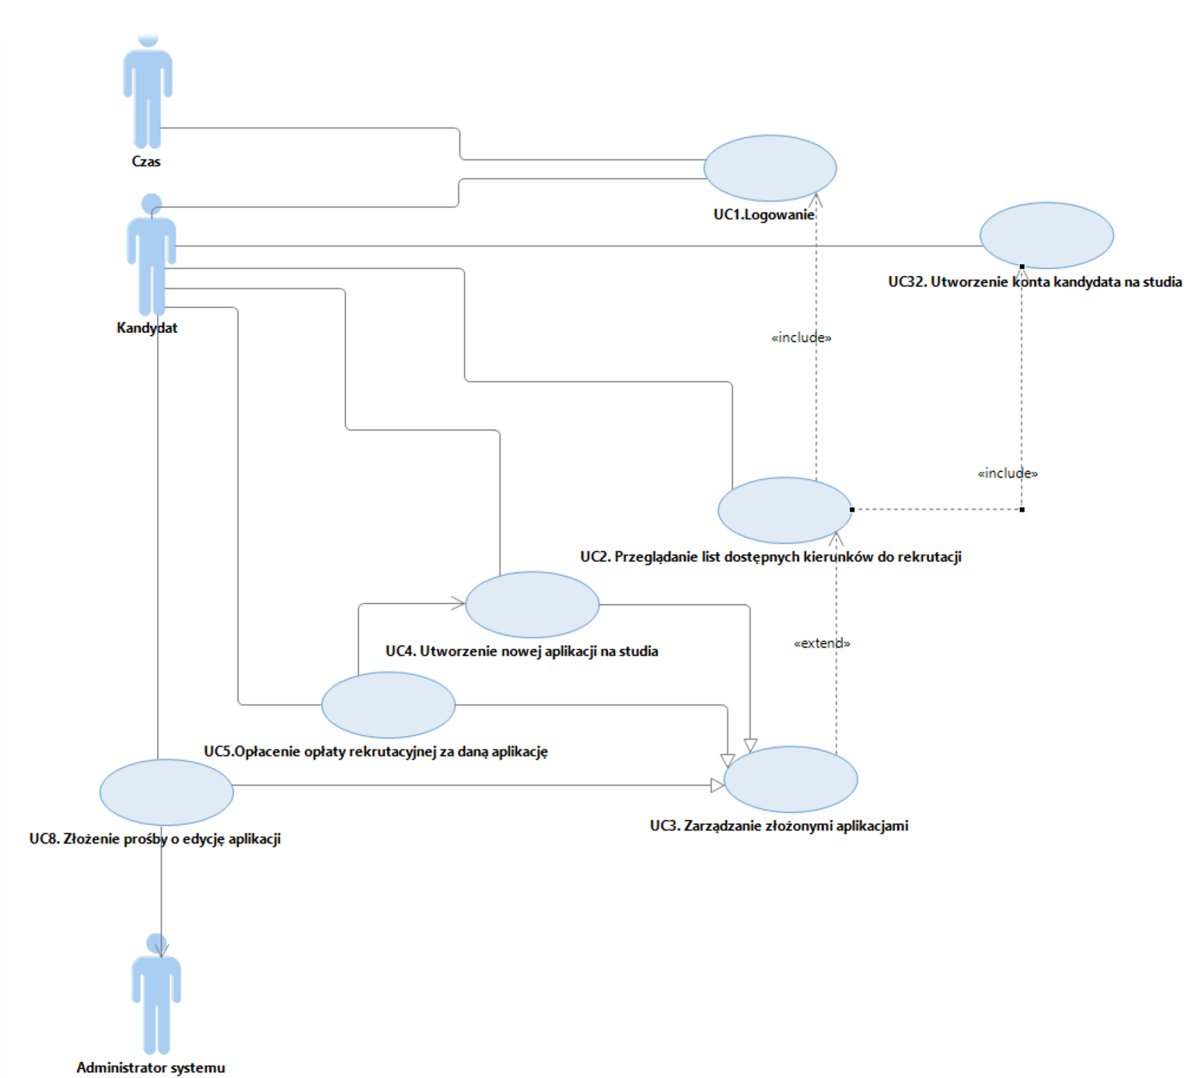 Czas
UC1.Logowanie
UC32. Utworzenie konta kandydata na studia
Kandydat
«include»
«include»
UC2. Przeglądanie list dostępnych kierunków do rekrutacji
«extend»
UC4. Utworzenie nowej aplikacji na studia
UC5.Opłacenie opłaty rekrutacyjnej za daną aplikację
UC3. Zarządzanie złożonymi aplikacjami
UC8. Złożenie prośby o edycję aplikacji
Administrator systemu